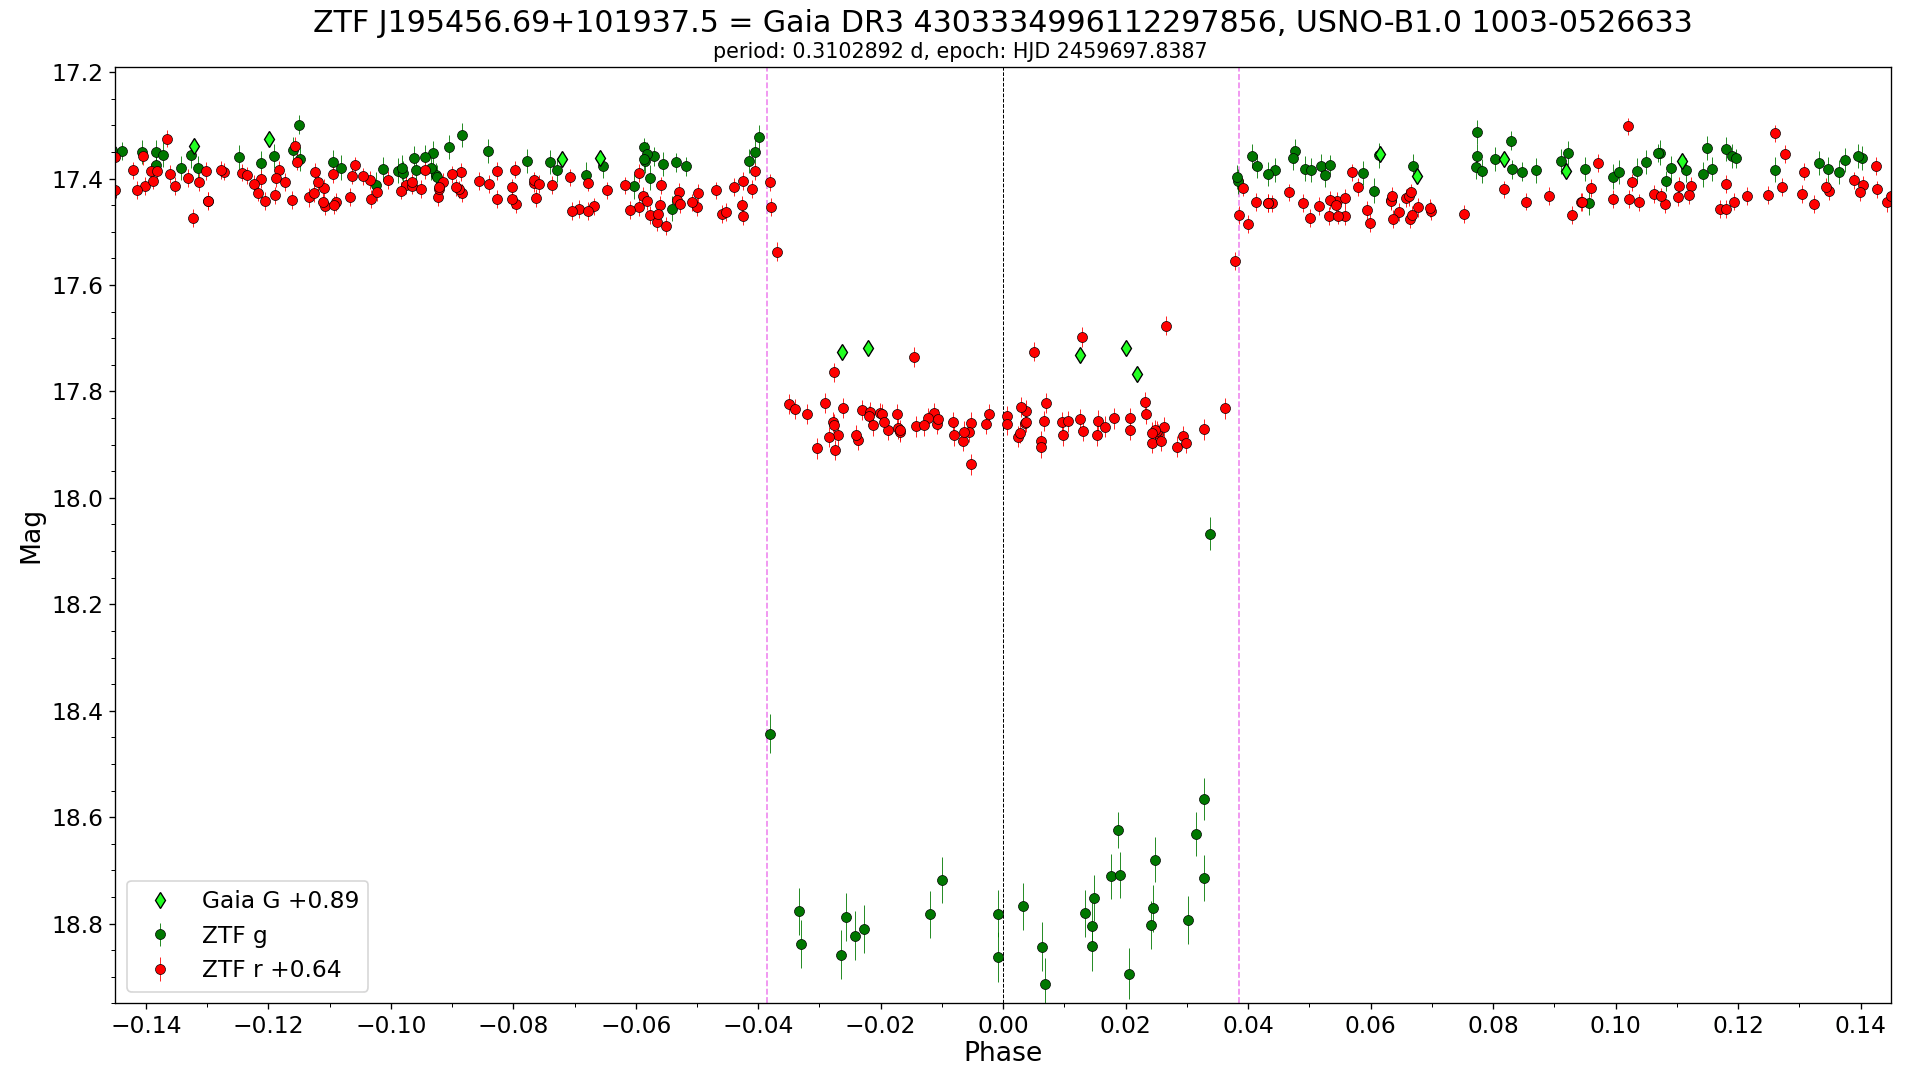 ZTF J195456.69+101937.5 = Gaia DR3 4303334996112297856, USNO-B1.0 1003-0526633
period: 0.3102892 d, epoch: HJD 2459697.8387
17.2
17.4
17.6
17.8
18.0
18.2
18.4
18.6
18.8
Mag
Gaia G +0.89
ZTF g
ZTF r +0.64
−0.14 −0.12 −0.10 −0.08 −0.06 −0.04 −0.02 0.00 0.02 0.04 0.06 0.08 0.10 0.12 0.14
Phase